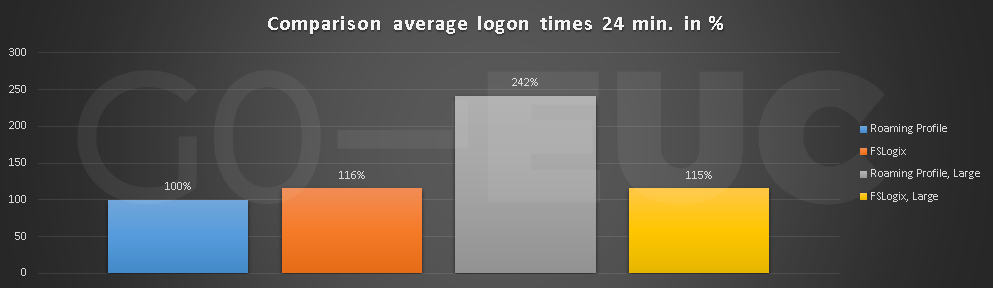 Comparison average logon times 24 min. in %
300
250
200
150
100
50
0
100%
116%
242%
115%
Roaming Profile
FSLogix
Roaming Profile, Large
FSLogix, Large
GO-EUC